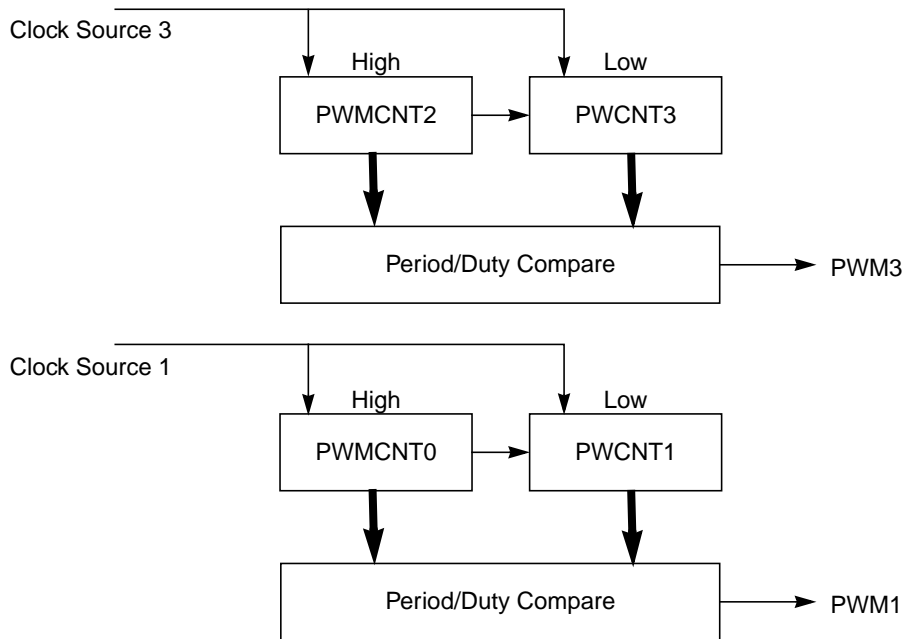 Clock Source 3
High
Low
PWMCNT2
PWCNT3
Period/Duty Compare
PWM3
Clock Source 1
High
Low
PWMCNT0
PWCNT1
Period/Duty Compare
PWM1